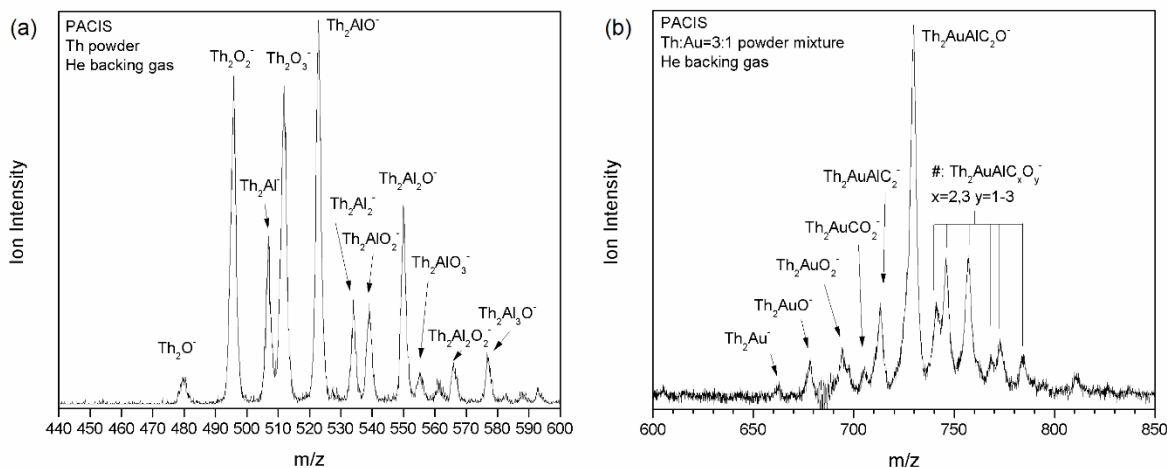 (a)
PACIS
Th powder
He backing gas
Th₂O⁻
Th₂O₂⁻
Th₂Al⁻
Th₂O₃⁻
Th₂AlO⁻
Th₂Al₂⁻
Th₂AlO₂⁻
Th₂Al₂O⁻
Th₂AlO₃⁻
Th₂Al₂O₂⁻
Th₂Al₃O⁻
Ion Intensity
440 450 460 470 480 490 500 510 520 530 540 550 560 570 580 590 600
m/z
(b)
PACIS
Th:Au=3:1 powder mixture
He backing gas
Th₂AuAlC₂O⁻
#: Th₂AuAlCₓOᵧ⁻
x=2,3 y=1-3
Th₂AuAlC₂⁻
Th₂AuCO₂⁻
Th₂AuO₂⁻
Th₂AuO⁻
Th₂Au⁻
Ion Intensity
600 650 700 750 800 850
m/z